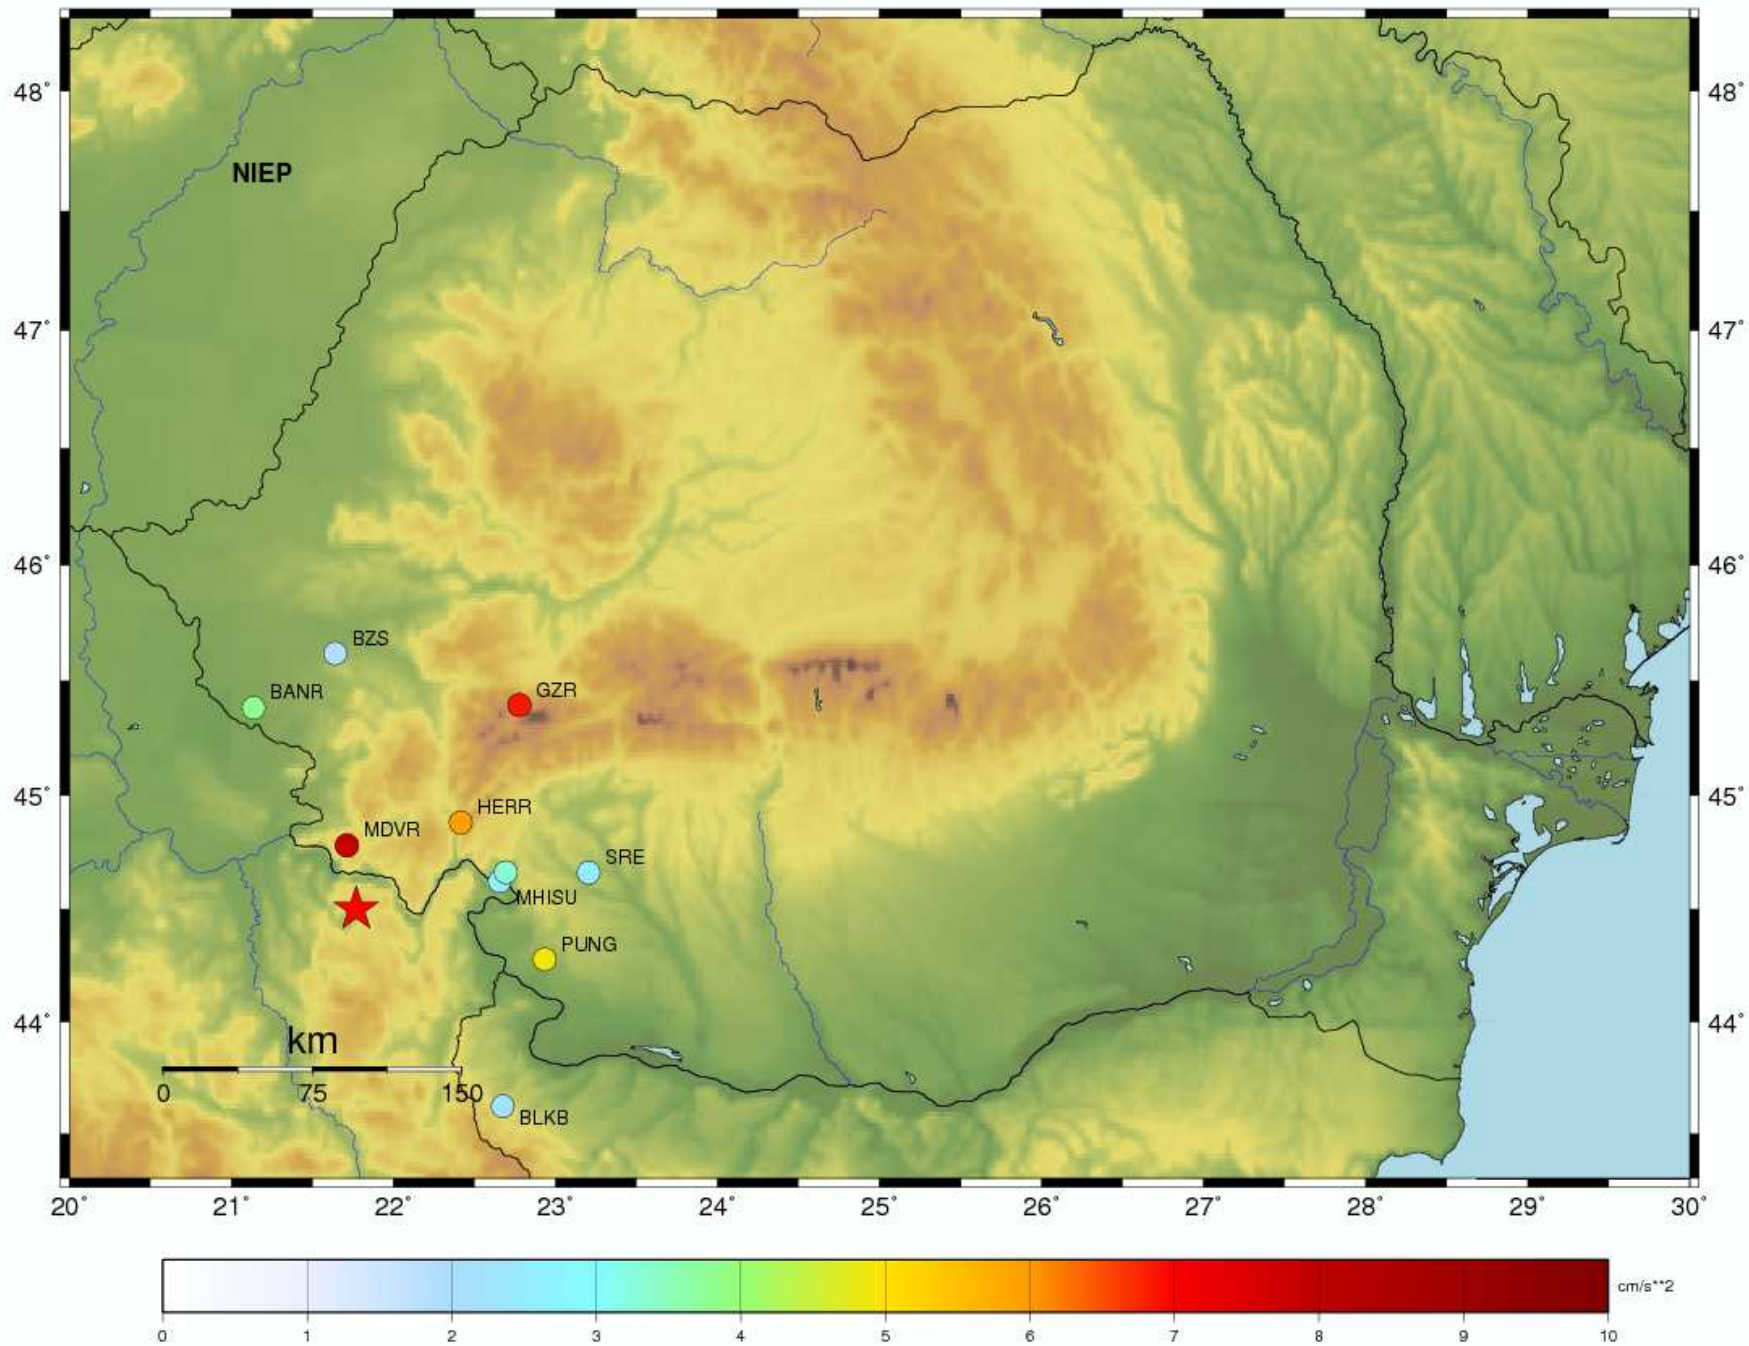 48° 48°
NIEP
47° 47°
46° 46°
BZS
BANR
GZR
45° 45°
HERR
MDVR
SRE
MHISU
PUNG
44° 44°
km
0 75 150
BLKB
20° 21° 22° 23° 24° 25° 26° 27° 28° 29° 30°
cm/s**2
0 1 2 3 4 5 6 7 8 9 10